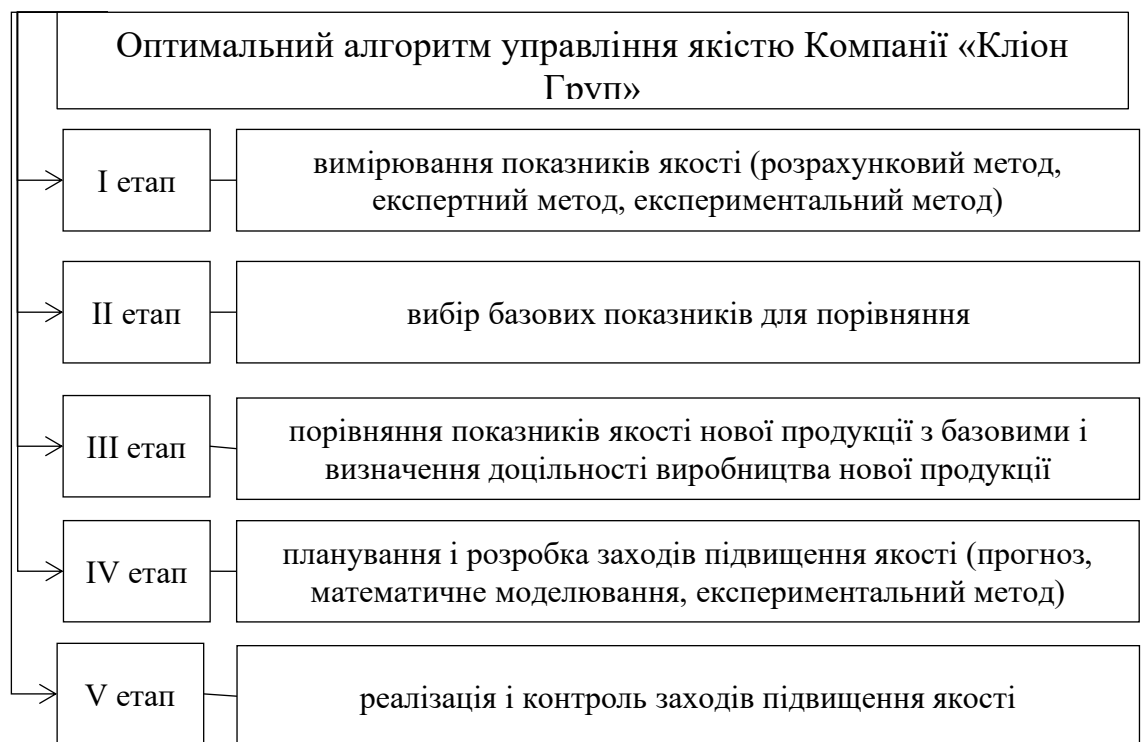 Оптимальний алгоритм управління якістю Компанії «Кліон
Груп»
І етап
вимірювання показників якості (розрахунковий метод,
експертний метод, експериментальний метод)
ІІ етап
вибір базових показників для порівняння
ІІІ етап
порівняння показників якості нової продукції з базовими і
визначення доцільності виробництва нової продукції
IV етап
планування і розробка заходів підвищення якості (прогноз,
математичне моделювання, експериментальний метод)
V етап
реалізація і контроль заходів підвищення якості